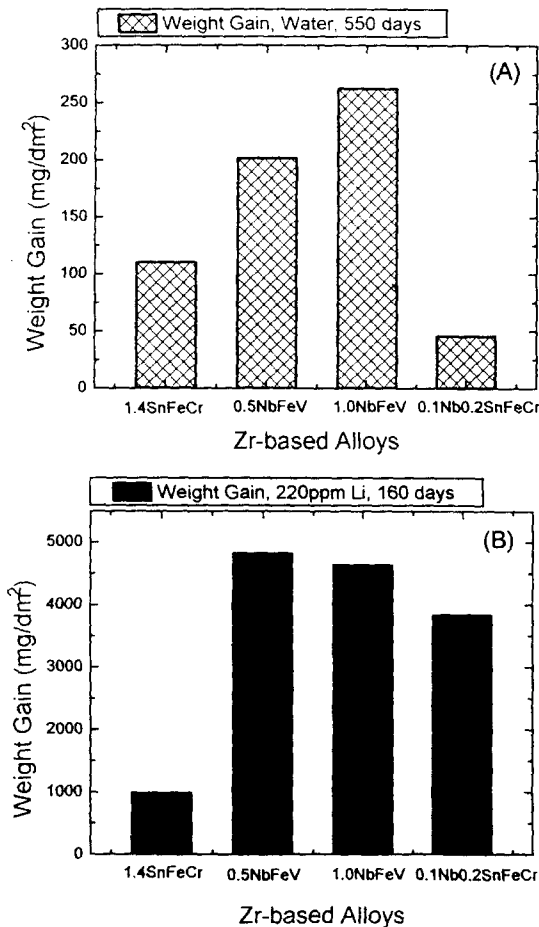 Weight Gain, Water, 550 days
(A)
300
250
200
150
100
50
0
Weight Gain (mg/dm²)
1.4SnFeCr 0.5NbFeV 1.0NbFeV 0.1Nb0.2SnFeCr
Zr-based Alloys
Weight Gain, 220ppm Li, 160 days
(B)
5000
4000
3000
2000
1000
0
Weight Gain (mg/dm²)
1.4SnFeCr 0.5NbFeV 1.0NbFeV 0.1Nb0.2SnFeCr
Zr-based Alloys